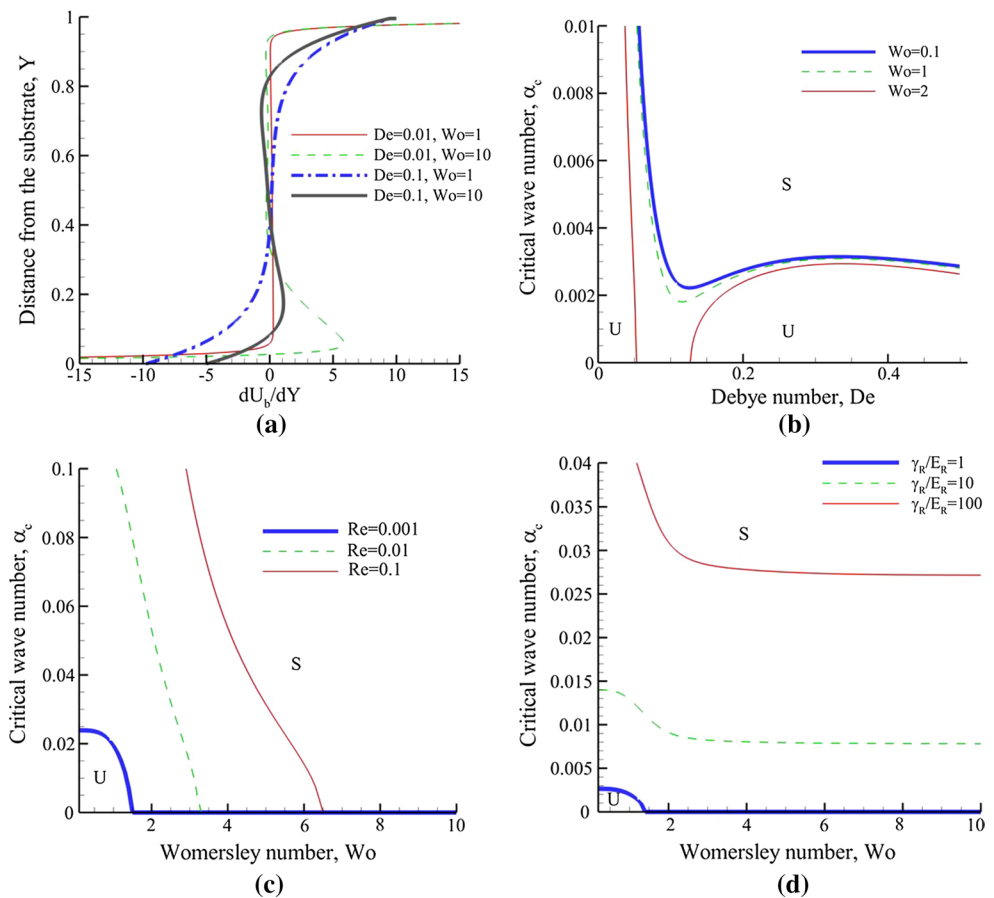 1
0.8
0.6
0.4
0.2
0
Distance from the substrate, Y
De=0.01, Wo=1
De=0.01, Wo=10
De=0.1, Wo=1
De=0.1, Wo=10
-15 -10 -5 0 5 10 15
dU_b/dY
(a)
0.01
0.008
0.006
0.004
0.002
0
Critical wave number, α_c
Wo=0.1
Wo=1
Wo=2
S
U
U
0 0.2 0.4
Debye number, De
(b)
0.1
0.08
0.06
0.04
0.02
0
Critical wave number, α_c
Re=0.001
Re=0.01
Re=0.1
S
U
2 4 6 8 10
Womersley number, Wo
(c)
0.04
0.035
0.03
0.025
0.02
0.015
0.01
0.005
0
Critical wave number, α_c
γ_R/E_R=1
γ_R/E_R=10
γ_R/E_R=100
S
U
2 4 6 8 10
Womersley number, Wo
(d)